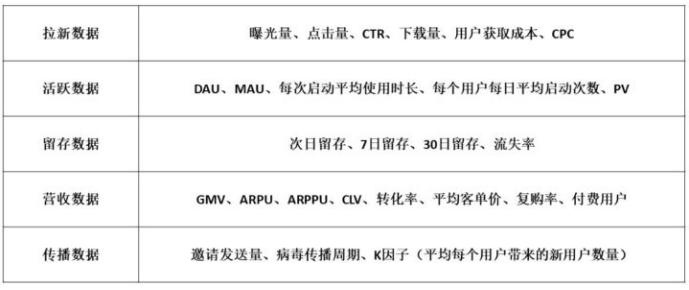 拉新数据 曝光量、点击量、CTR、下载量、用户获取成本、CPC
活跃数据 DAU、MAU、每次启动平均使用时长、每个用户每日平均启动次数、PV
留存数据 次日留存、7日留存、30日留存、流失率
营收数据 GMV、ARPU、ARPPU、CLV、转化率、平均客单价、复购率、付费用户
传播数据 邀请发送量、病毒传播周期、K因子（平均每个用户带来的新用户数量）